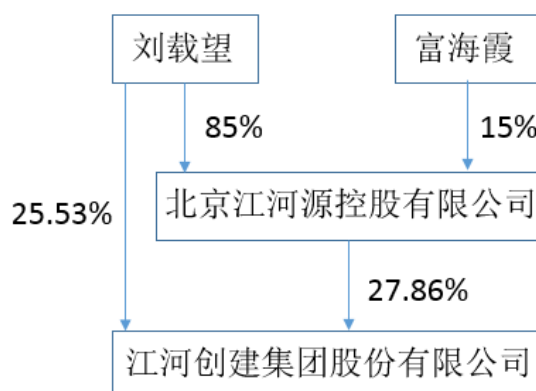 刘载望
富海霞
85%
15%
25.53%
北京江河源控股有限公司
27.86%
江河创建集团股份有限公司